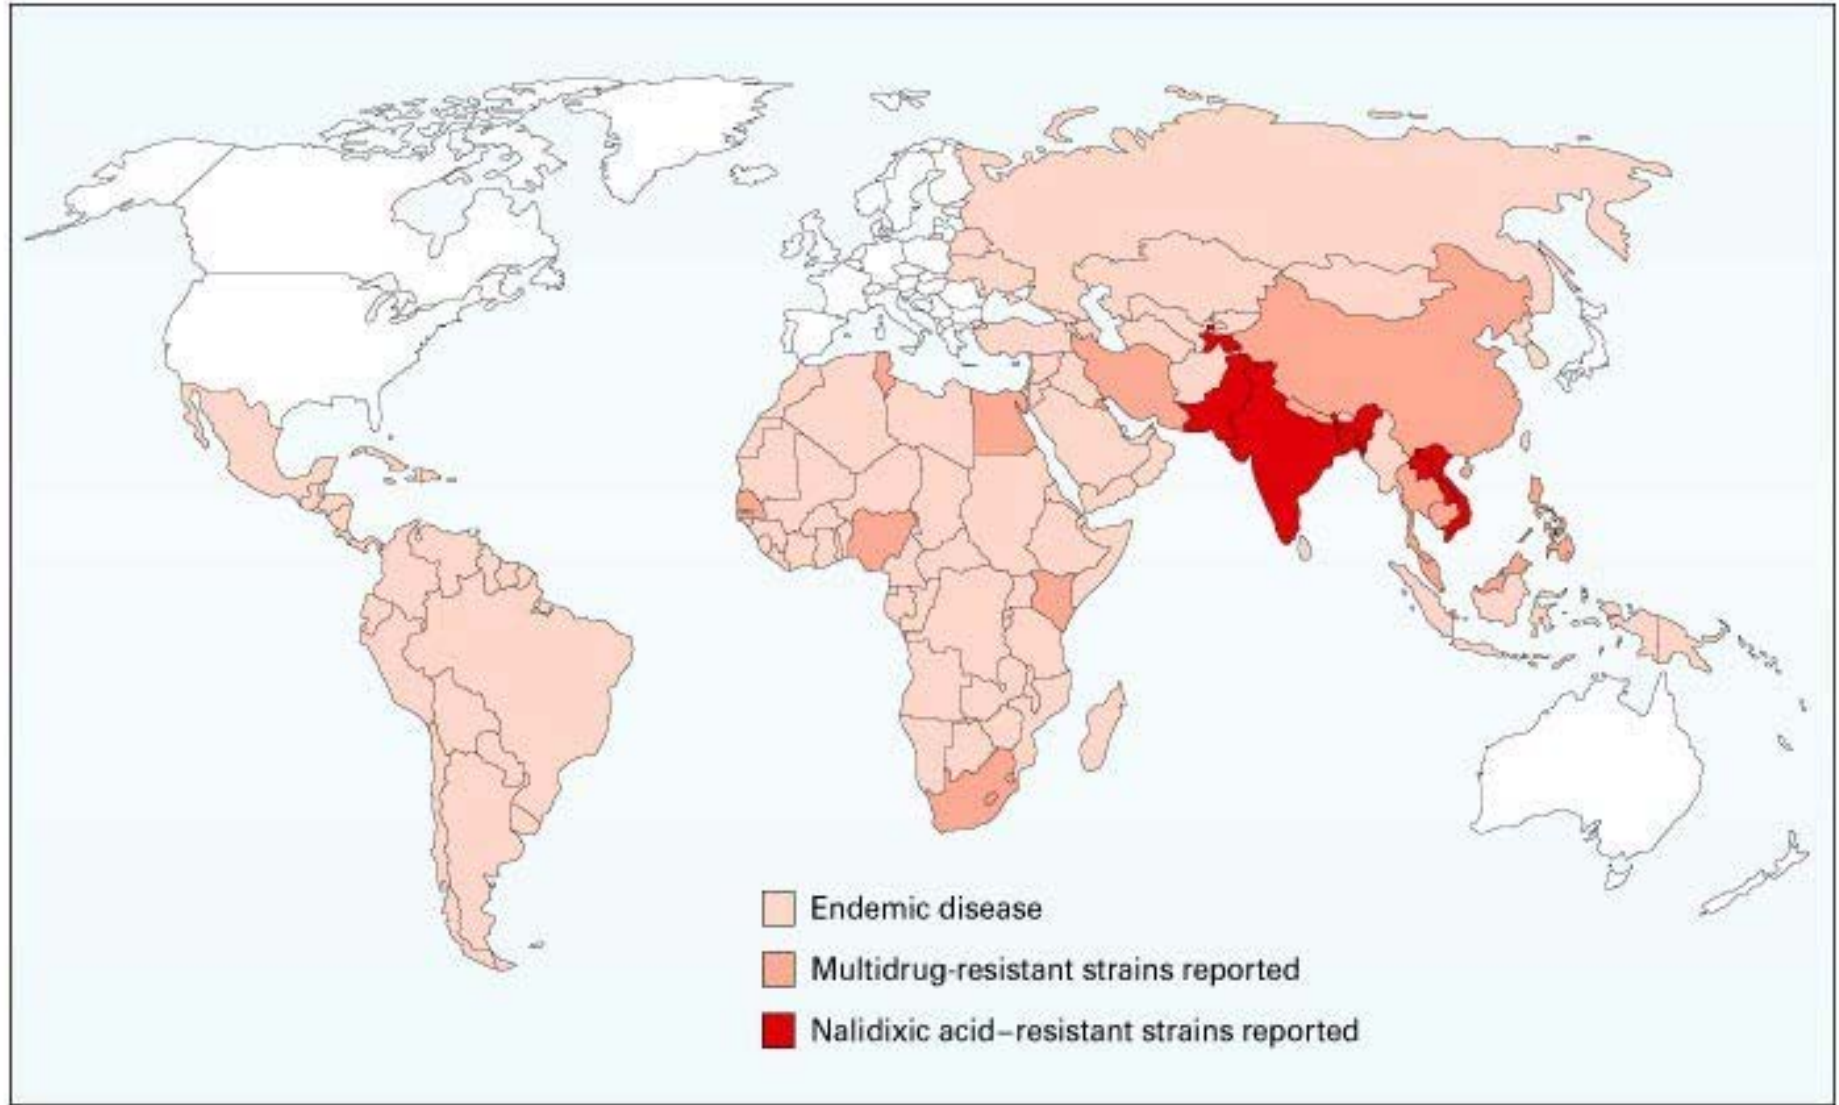 Endemic disease
Multidrug-resistant strains reported
Nalidixic acid–resistant strains reported